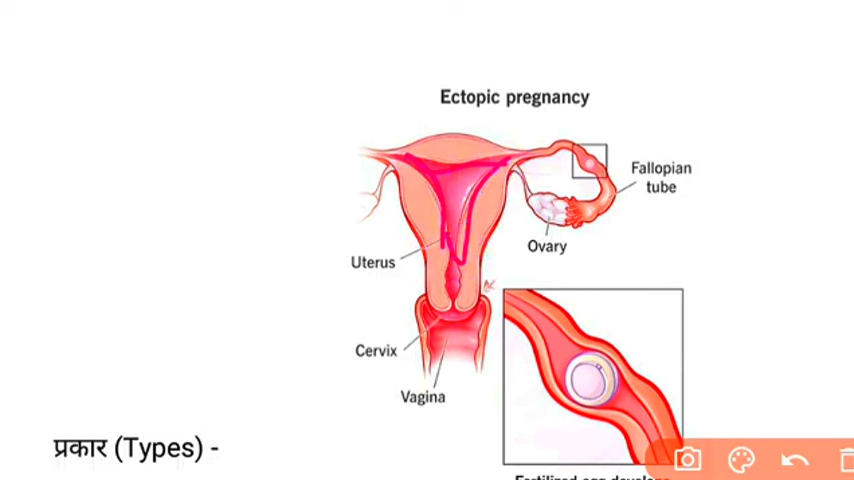 Ectopic pregnancy
Fallopian
tube
Ovary
Uterus
Cervix
Vagina
प्रकार (Types) -